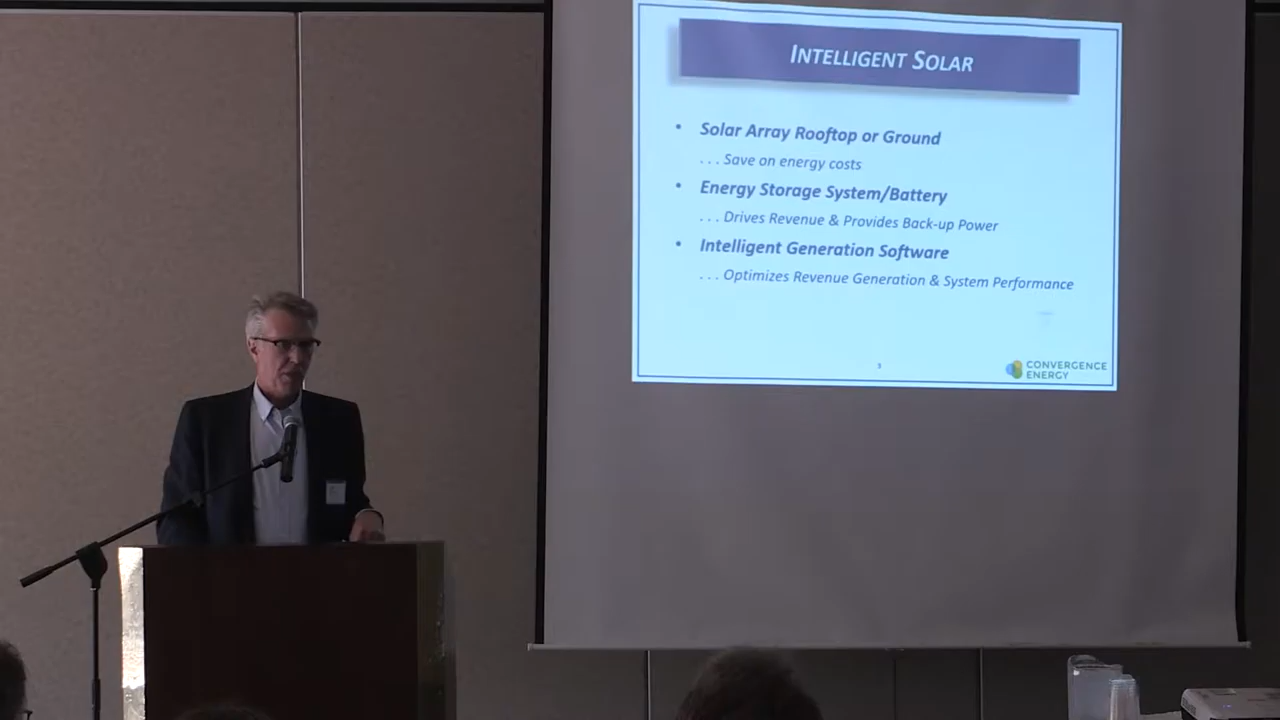 INTELLIGENT SOLAR
• Solar Array Rooftop or Ground
. . . Save on energy costs
• Energy Storage System/Battery
. . . Drives Revenue & Provides Back-up Power
• Intelligent Generation Software
. . . Optimizes Revenue Generation & System Performance
CONVERGENCE
ENERGY